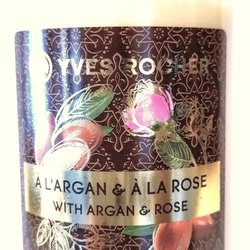 YVES ROCHER
À L'ARGAN & À LA ROSE
WITH ARGAN & ROSE